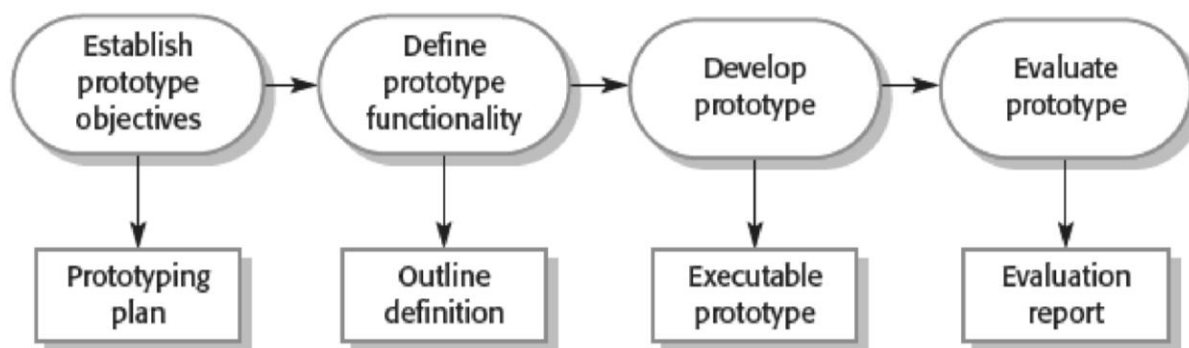 Establish
prototype
objectives
Define
prototype
functionality
Develop
prototype
Evaluate
prototype
Prototyping
plan
Outline
definition
Executable
prototype
Evaluation
report